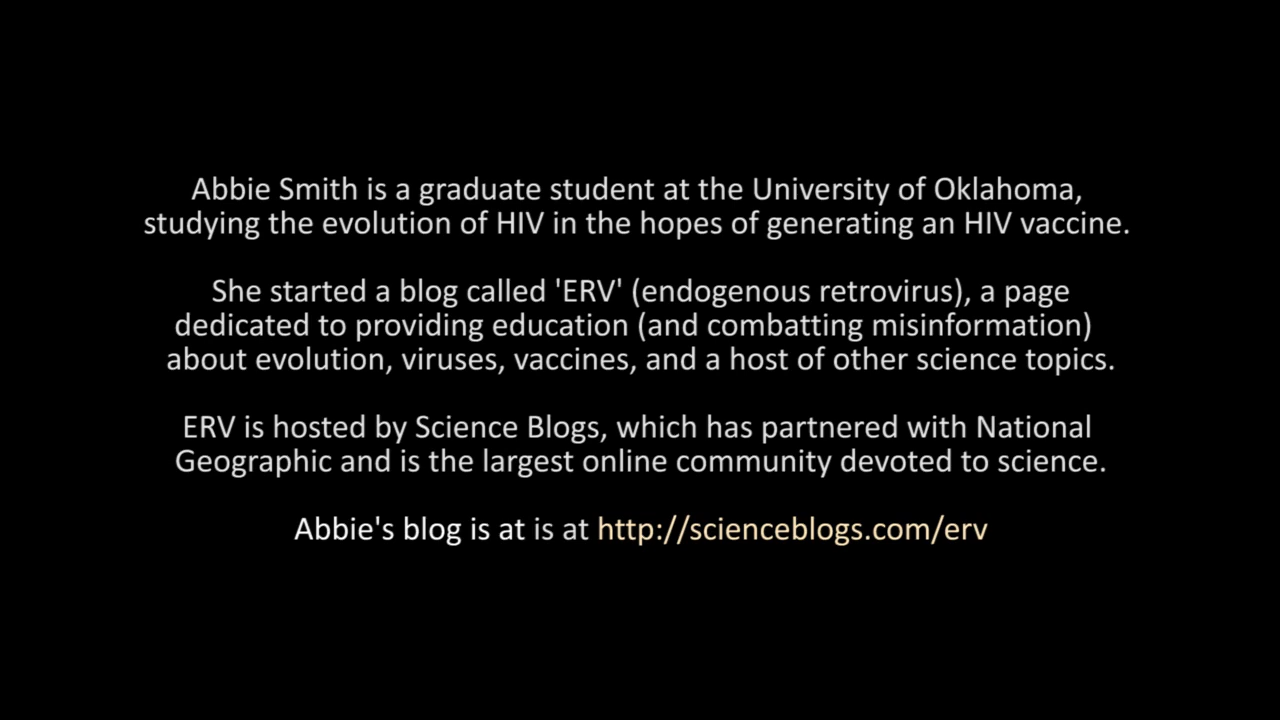 Abbie Smith is a graduate student at the University of Oklahoma,
studying the evolution of HIV in the hopes of generating an HIV vaccine.
She started a blog called 'ERV' (endogenous retrovirus), a page
dedicated to providing education (and combatting misinformation)
about evolution, viruses, vaccines, and a host of other science topics.
ERV is hosted by Science Blogs, which has partnered with National
Geographic and is the largest online community devoted to science.
Abbie's blog is at is at http://scienceblogs.com/erv